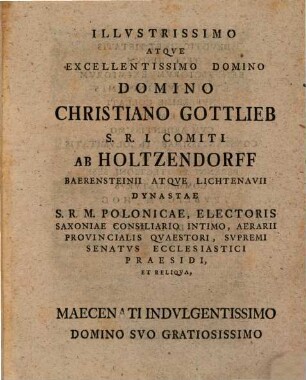 ILLVSTRISSIMO
ATQVE
EXCELLENTISSIMO DOMINO
DOMINO
CHRISTIANO GOTTLIEB
S. R. I. COMITI
AB HOLTZENDORFF
BAERENSTEINII ATQVE LICHTENAVII
DYNASTAE
S. R. M. POLONICAE, ELECTORIS
SAXONIAE CONSILIARIO INTIMO, AERARII
PROVINCIALIS QVAESTORI, SVPREMI
SENATVS ECCLESIASTICI
PRAESIDI,
ET RELIQVA,
MAECENATI INDVLGENTISSIMO
DOMINO SVO GRATIOSISSIMO